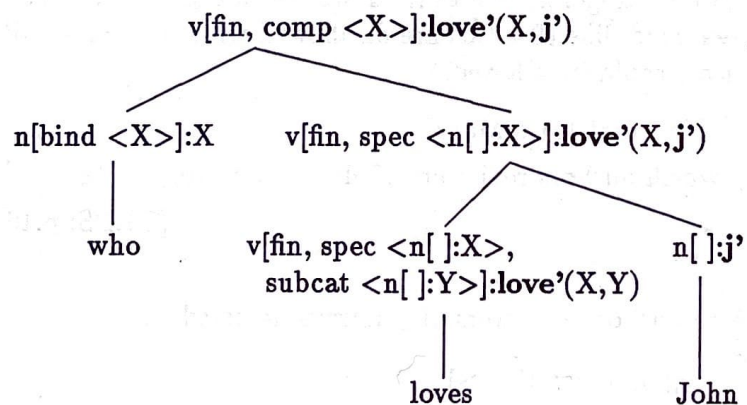 v[fin, comp <X>]:love’(X,j’)
n[bind <X>]:X v[fin, spec <n[ ]:X>]:love’(X,j’)
who v[fin, spec <n[ ]:X>, n[ ]:j’
subcat <n[ ]:Y>]:love’(X,Y)
loves John